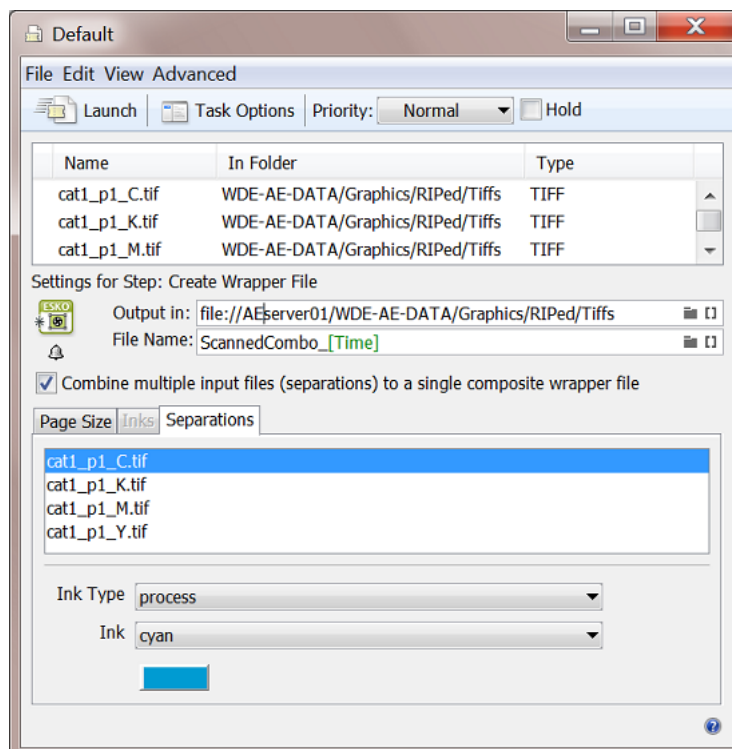 Default
File Edit View Advanced
Launch Task Options Priority: Normal Hold
Name In Folder Type
cat1_p1_C.tif WDE-AE-DATA/Graphics/RIPed/Tiffs TIFF
cat1_p1_K.tif WDE-AE-DATA/Graphics/RIPed/Tiffs TIFF
cat1_p1_M.tif WDE-AE-DATA/Graphics/RIPed/Tiffs TIFF
Settings for Step: Create Wrapper File
ESKO
Output in: file://AEserver01/WDE-AE-DATA/Graphics/RIPed/Tiffs
File Name: ScannedCombo_[Time]
Combine multiple input files (separations) to a single composite wrapper file
Page Size Inks Separations
cat1_p1_C.tif
cat1_p1_K.tif
cat1_p1_M.tif
cat1_p1_Y.tif
Ink Type process
Ink cyan